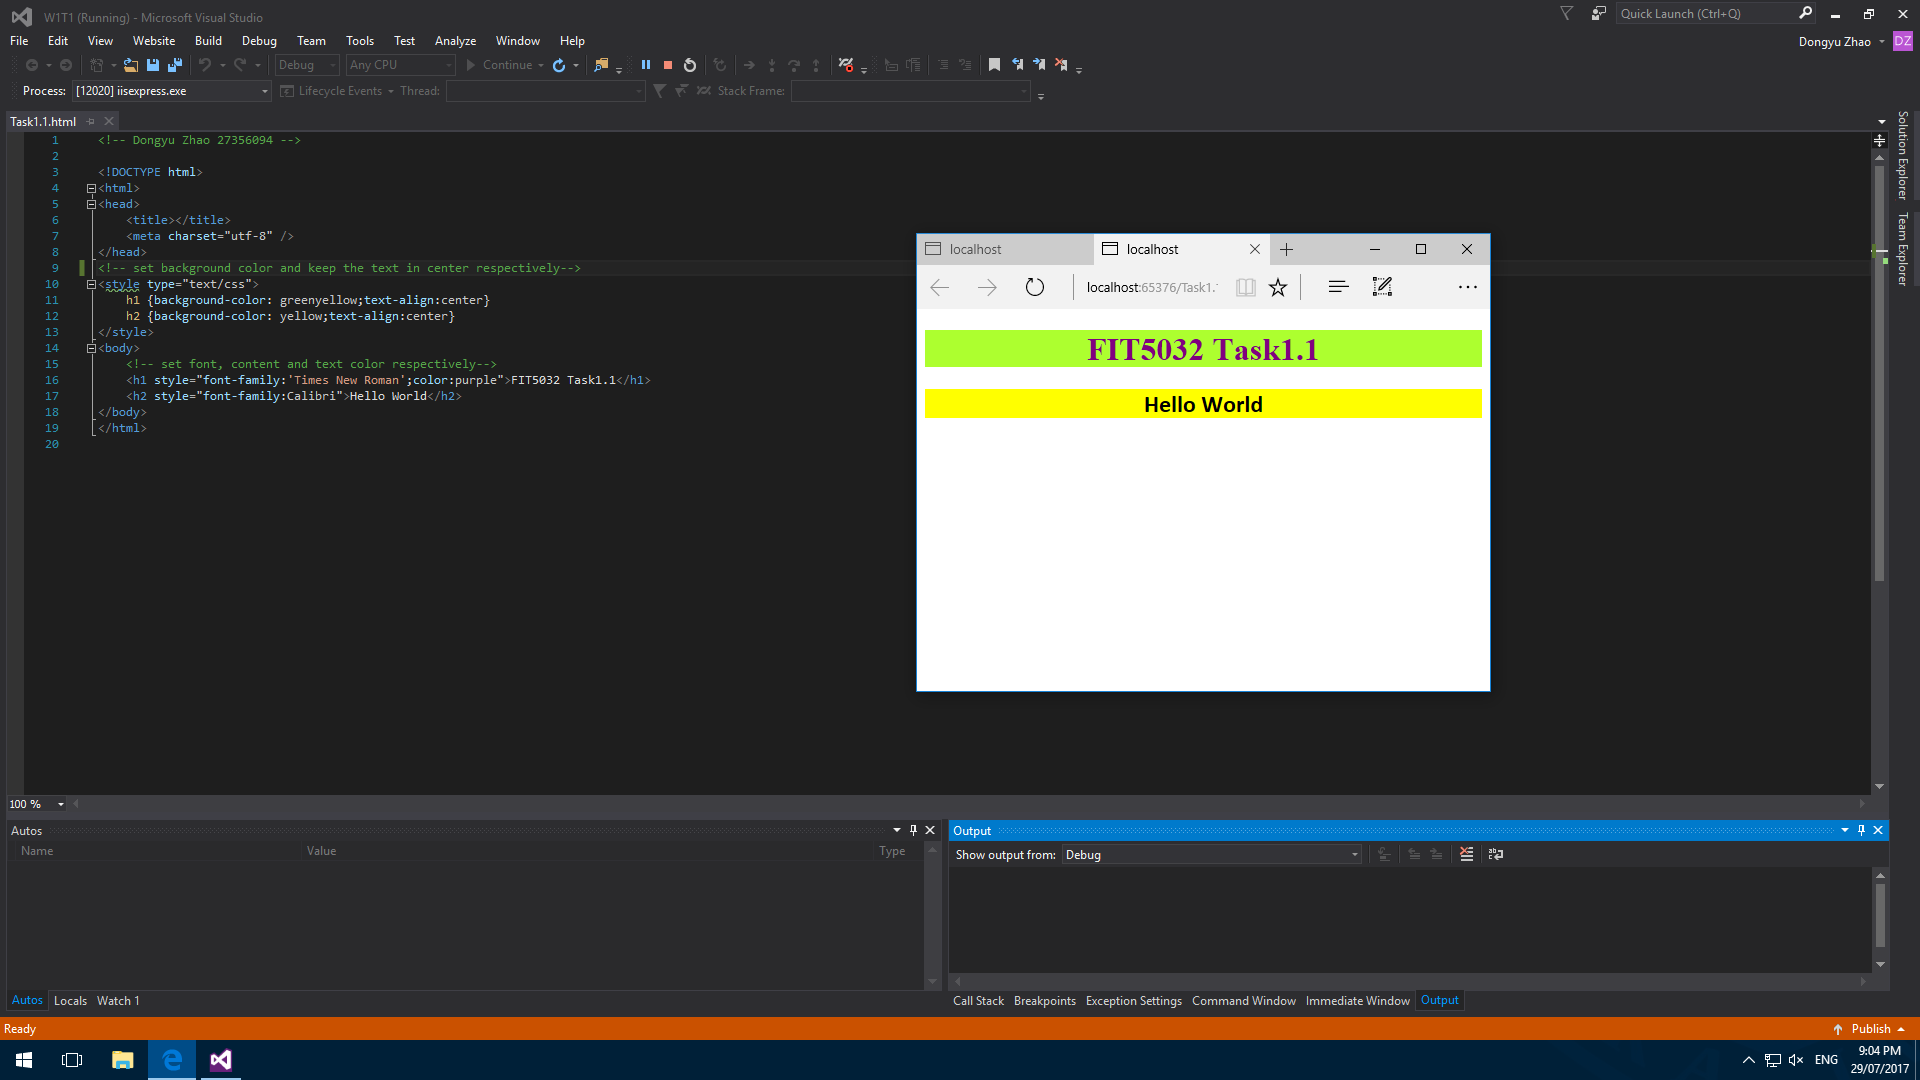 W1T1 (Running) - Microsoft Visual Studio
Quick Launch (Ctrl+Q)
File Edit View Website Build Debug Team Tools Test Analyze Window Help
Dongyu Zhao DZ
Debug Any CPU Continue
Process: [12020] iisexpress.exe Lifecycle Events Thread: Stack Frame:
Task1.1.html
1 <!-- Dongyu Zhao 27356094 -->
2
3 <!DOCTYPE html>
4 <html>
5 <head>
6 <title></title>
7 <meta charset="utf-8" />
8 </head>
9 <!-- set background color and keep the text in center respectively-->
10 <style type="text/css">
11 h1 {background-color: greenyellow;text-align:center}
12 h2 {background-color: yellow;text-align:center}
13 </style>
14 <body>
15 <!-- set font, content and text color respectively-->
16 <h1 style="font-family:'Times New Roman';color:purple">FIT5032 Task1.1</h1>
17 <h2 style="font-family:Calibri">Hello World</h2>
18 </body>
19 </html>
20
localhost localhost
localhost:65376/Task1.
FIT5032 Task1.1
Hello World
Solution Explorer
Team Explorer
100 %
Autos
Name Value Type
Autos Locals Watch 1
Output
Show output from: Debug
Call Stack Breakpoints Exception Settings Command Window Immediate Window Output
Ready
Publish
ENG
9:04 PM
29/07/2017